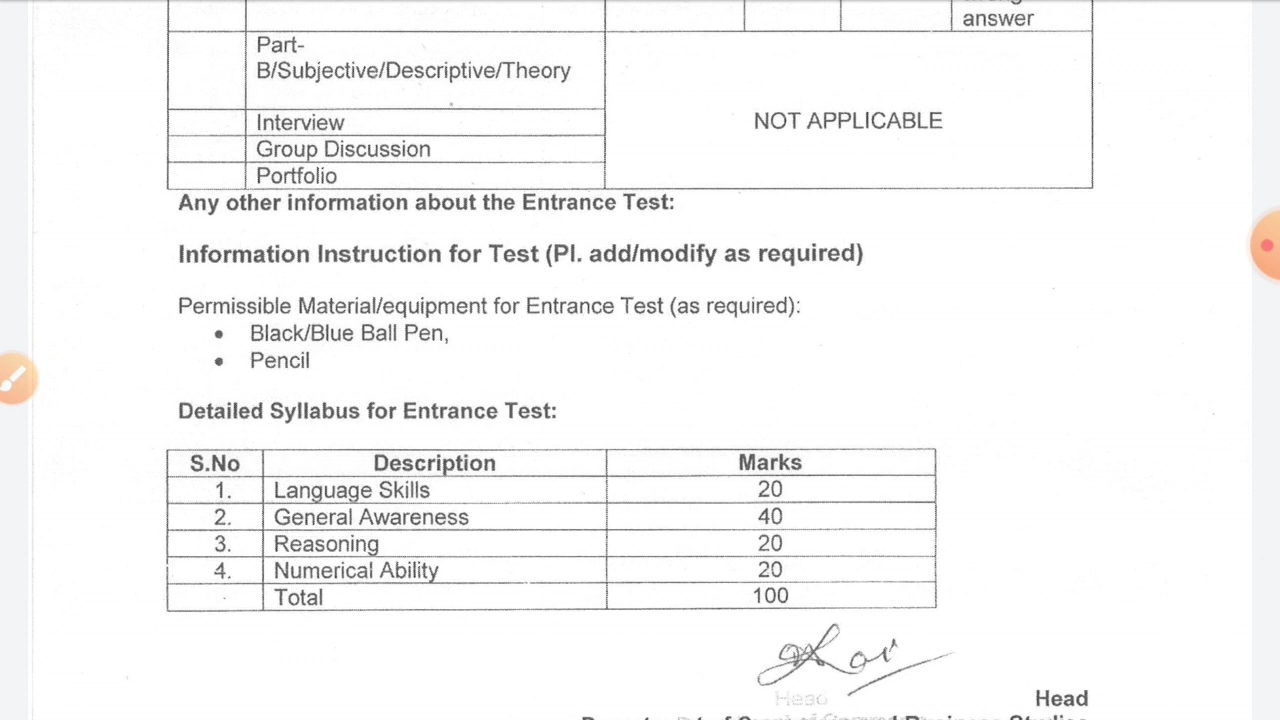 answer
Part-
B/Subjective/Descriptive/Theory
NOT APPLICABLE
Interview
Group Discussion
Portfolio
Any other information about the Entrance Test:
Information Instruction for Test (Pl. add/modify as required)
Permissible Material/equipment for Entrance Test (as required):
• Black/Blue Ball Pen,
• Pencil
Detailed Syllabus for Entrance Test:
S.No Description Marks
1. Language Skills 20
2. General Awareness 40
3. Reasoning 20
4. Numerical Ability 20
Total 100
Head
Head